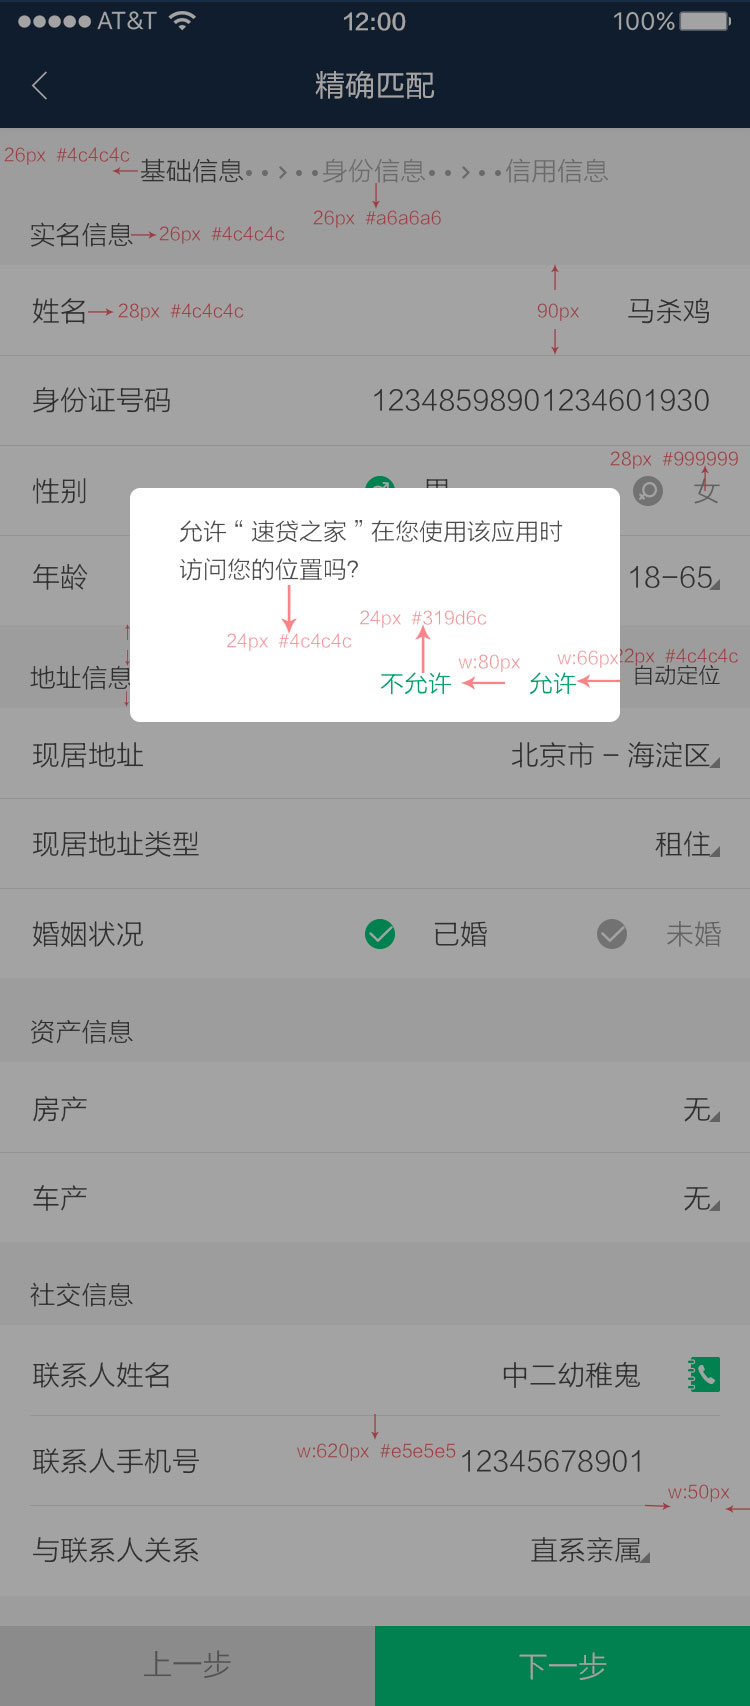 AT&T 12:00 100%
精确匹配
26px #4c4c4c
基础信息 身份信息 信用信息
26px #a6a6a6
实名信息 26px #4c4c4c
姓名 28px #4c4c4c 90px 马杀鸡
身份证号码 12348598901234601930
28px #999999
性别 男 女
允许“速贷之家”在您使用该应用时
访问您的位置吗?
年龄 18-65
24px #4c4c4c
24px #319d6c
w:80px w:66px 22px #4c4c4c
不允许 允许
地址信息 自动定位
现居地址 北京市 - 海淀区
现居地址类型 租住
婚姻状况 已婚 未婚
资产信息
房产 无
车产 无
社交信息
联系人姓名 中二幼稚鬼
联系人手机号 w:620px #e5e5e5 12345678901
w:50px
与联系人关系 直系亲属
上一步 下一步